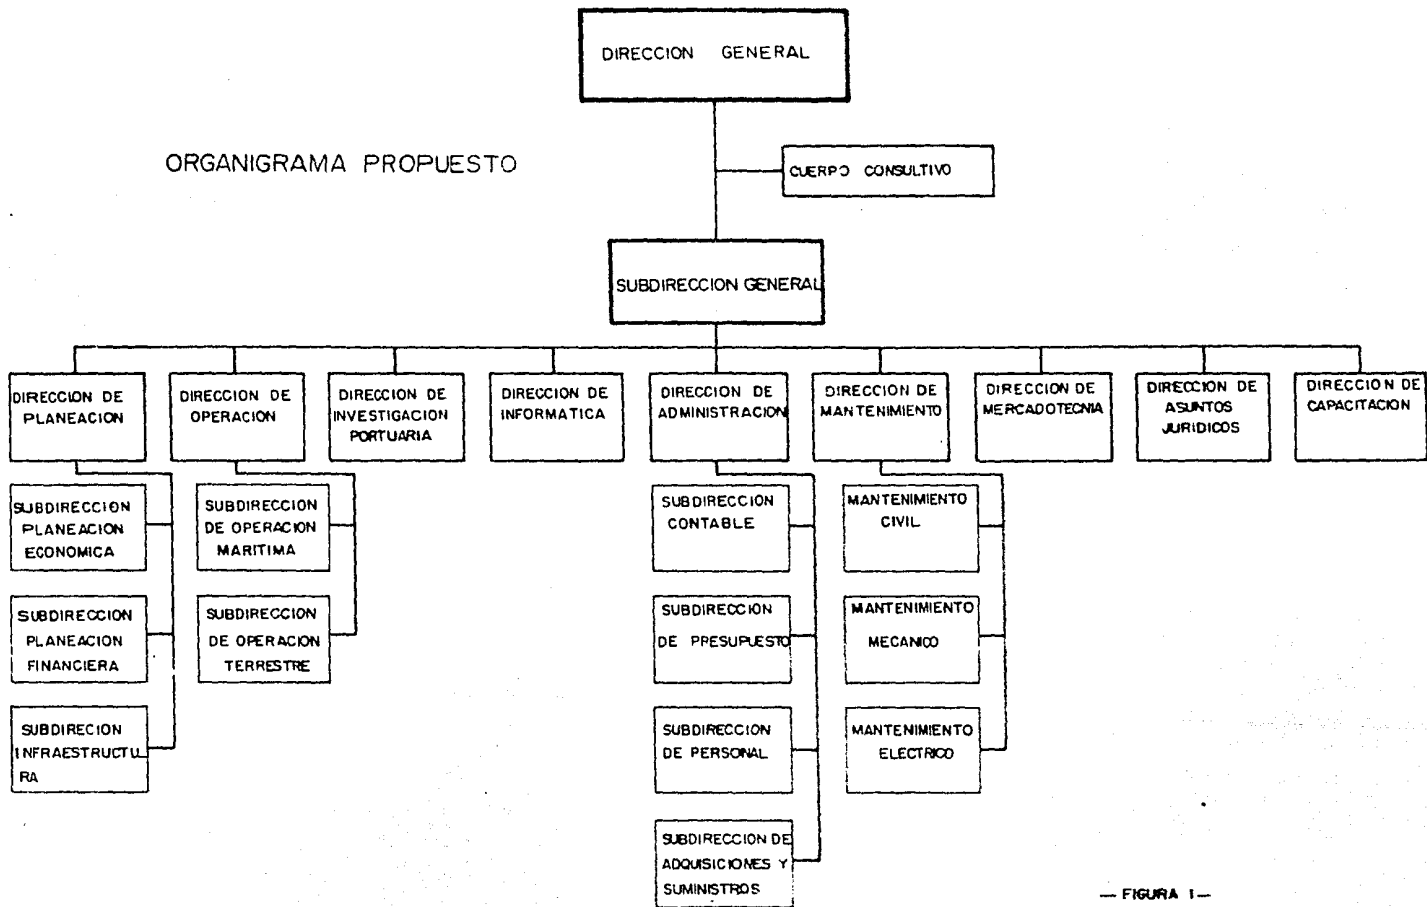 DIRECCION GENERAL
ORGANIGRAMA PROPUESTO
CUERPO CONSULTIVO
SUBDIRECCION GENERAL
DIRECCION DE
PLANEACION
DIRECCION DE
OPERACION
DIRECCION DE
INVESTIGACION
PORTUARIA
DIRECCION DE
INFORMATICA
DIRECCION DE
ADMINISTRACION
DIRECCION DE
MANTENIMIENTO
DIRECCION DE
MERCADOTECNIA
DIRECCION DE
ASUNTOS
JURIDICOS
DIRECCION DE
CAPACITACION
SUBDIRECCION
PLANEACION
ECONOMICA
SUBDIRECCION
PLANEACION
FINANCIERA
SUBDIRECION
INFRAESTRUCTU
RA
SUBDIRECCION
DE OPERACION
MARITIMA
SUBDIRECCION
DE OPERACION
TERRESTRE
SUBDIRECCION
CONTABLE
SUBDIRECCION
DE PRESUPUESTO
SUBDIRECCION
DE PERSONAL
SUBDIRECCION DE
ADQUISICIONES Y
SUMINISTROS
MANTENIMIENTO
CIVIL
MANTENIMIENTO
MECANICO
MANTENIMIENTO
ELECTRICO
— FIGURA 1 —